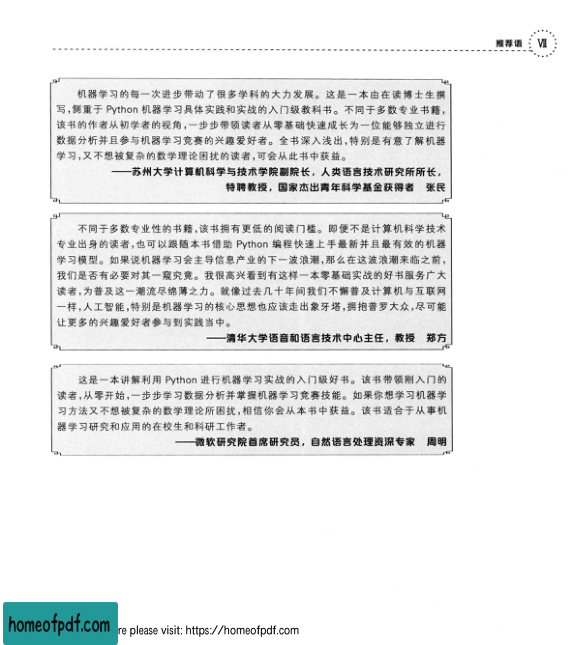 推荐语 Ⅶ
机器学习的每一次进步带动了很多学科的大力发展。这是一本由在读博士生撰
写,侧重于 Python 机器学习具体实践和实战的入门级教科书。不同于多数专业书籍,
该书的作者从初学者的视角,一步步带领读者从零基础快速成长为一位能够独立进行
数据分析并且参与机器学习竞赛的兴趣爱好者。全书深入浅出,特别是有意了解机器
学习,又不想被复杂的数学理论困扰的读者,可会从此书中获益。
——苏州大学计算机科学与技术学院副院长，人类语言技术研究所所长，
特聘教授，国家杰出青年科学基金获得者 张民
不同于多数专业性的书籍,该书拥有更低的阅读门槛。即便不是计算机科学技术
专业出身的读者,也可以跟随本书借助 Python 编程快速上手最新并且最有效的机器
学习模型。如果说机器学习会主导信息产业的下一波浪潮,那么在这波浪潮来临之前,
我们是否有必要对其一窥究竟。我很高兴看到有这样一本零基础实战的好书服务广大
读者,为普及这一潮流尽绵薄之力。就像过去几十年间我们不懈普及计算机与互联网
一样,人工智能,特别是机器学习的核心思想也应该走出象牙塔,拥抱普罗大众,尽可能
让更多的兴趣爱好者参与到实践当中。
——清华大学语音和语言技术中心主任，教授 郑方
这是一本讲解利用 Python 进行机器学习实战的入门级好书。该书带领刚入门的
读者,从零开始,一步步学习数据分析并掌握机器学习竞赛技能。如果你想学习机器学
习方法又不想被复杂的数学理论所困扰,相信你会从本书中获益。该书适合于从事机
器学习研究和应用的在校生和科研工作者。
——微软研究院首席研究员，自然语言处理资深专家 周明
homeofpdf.com re please visit: https://homeofpdf.com